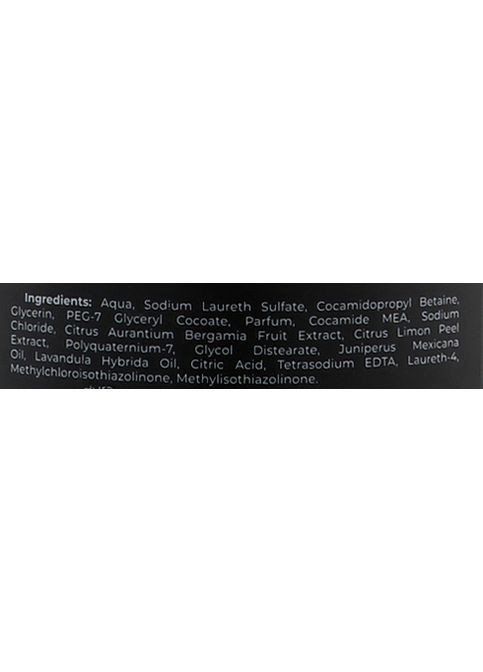 Ingredients: Aqua, Sodium Laureth Sulfate, Cocamidopropyl Betaine,
Glycerin, PEG-7 Glyceryl Cocoate, Parfum, Cocamide MEA, Sodium
Chloride, Citrus Aurantium Bergamia Fruit Extract, Citrus Limon Peel
Extract, Polyquaternium-7, Glycol Distearate, Juniperus Mexicana
Oil, Lavandula Hybrida Oil, Citric Acid, Tetrasodium EDTA, Laureth-4,
Methylchloroisothiazolinone, Methylisothiazolinone.